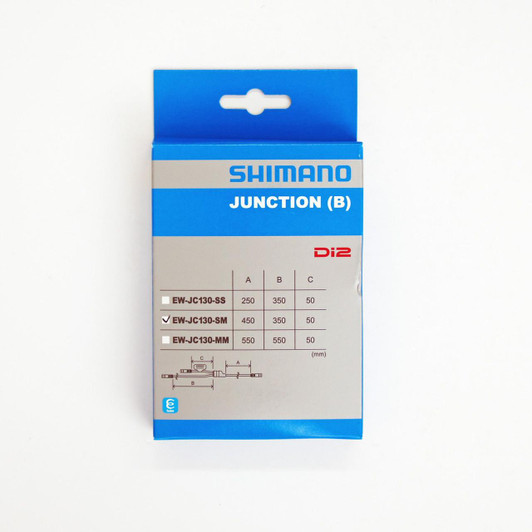 SHIMANO
JUNCTION (B)
Di2
A B C
EW-JC130-SS 250 350 50
EW-JC130-SM 450 350 50
EW-JC130-MM 550 550 50
(mm)
C
A
B